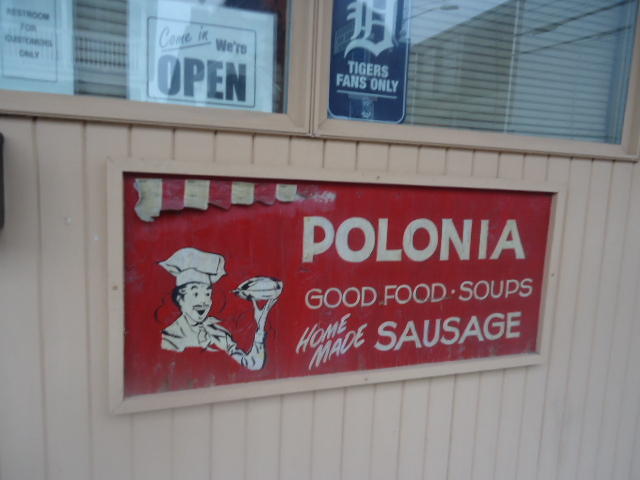 RESTROOM
FOR
CUSTOMERS
ONLY
Come in
We're
OPEN
D
TIGERS
FANS ONLY
POLONIA
GOOD FOOD · SOUPS
HOME
MADE
SAUSAGE